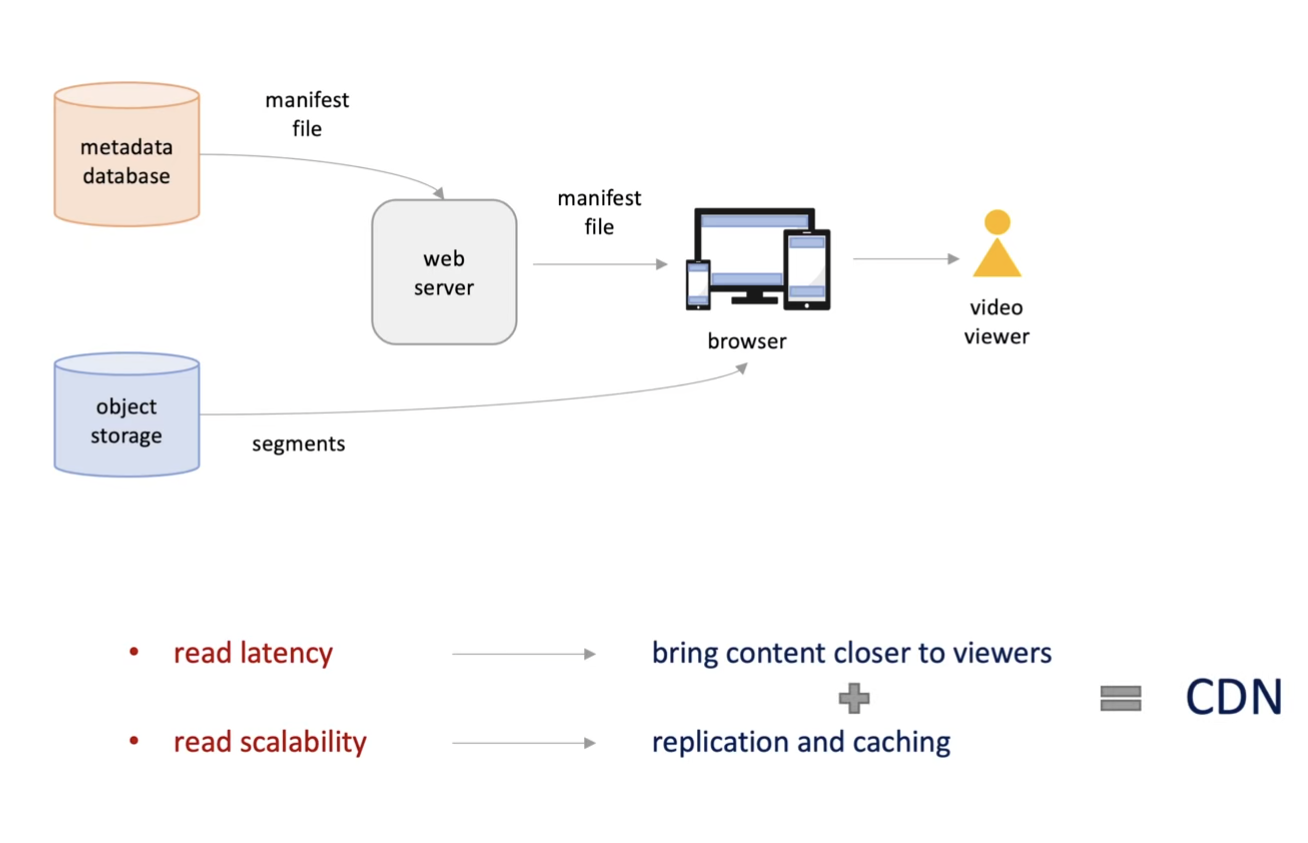 manifest
file
metadata
database
manifest
file
web
server
browser
video
viewer
object
storage
segments
• read latency
bring content closer to viewers
CDN
• read scalability
replication and caching